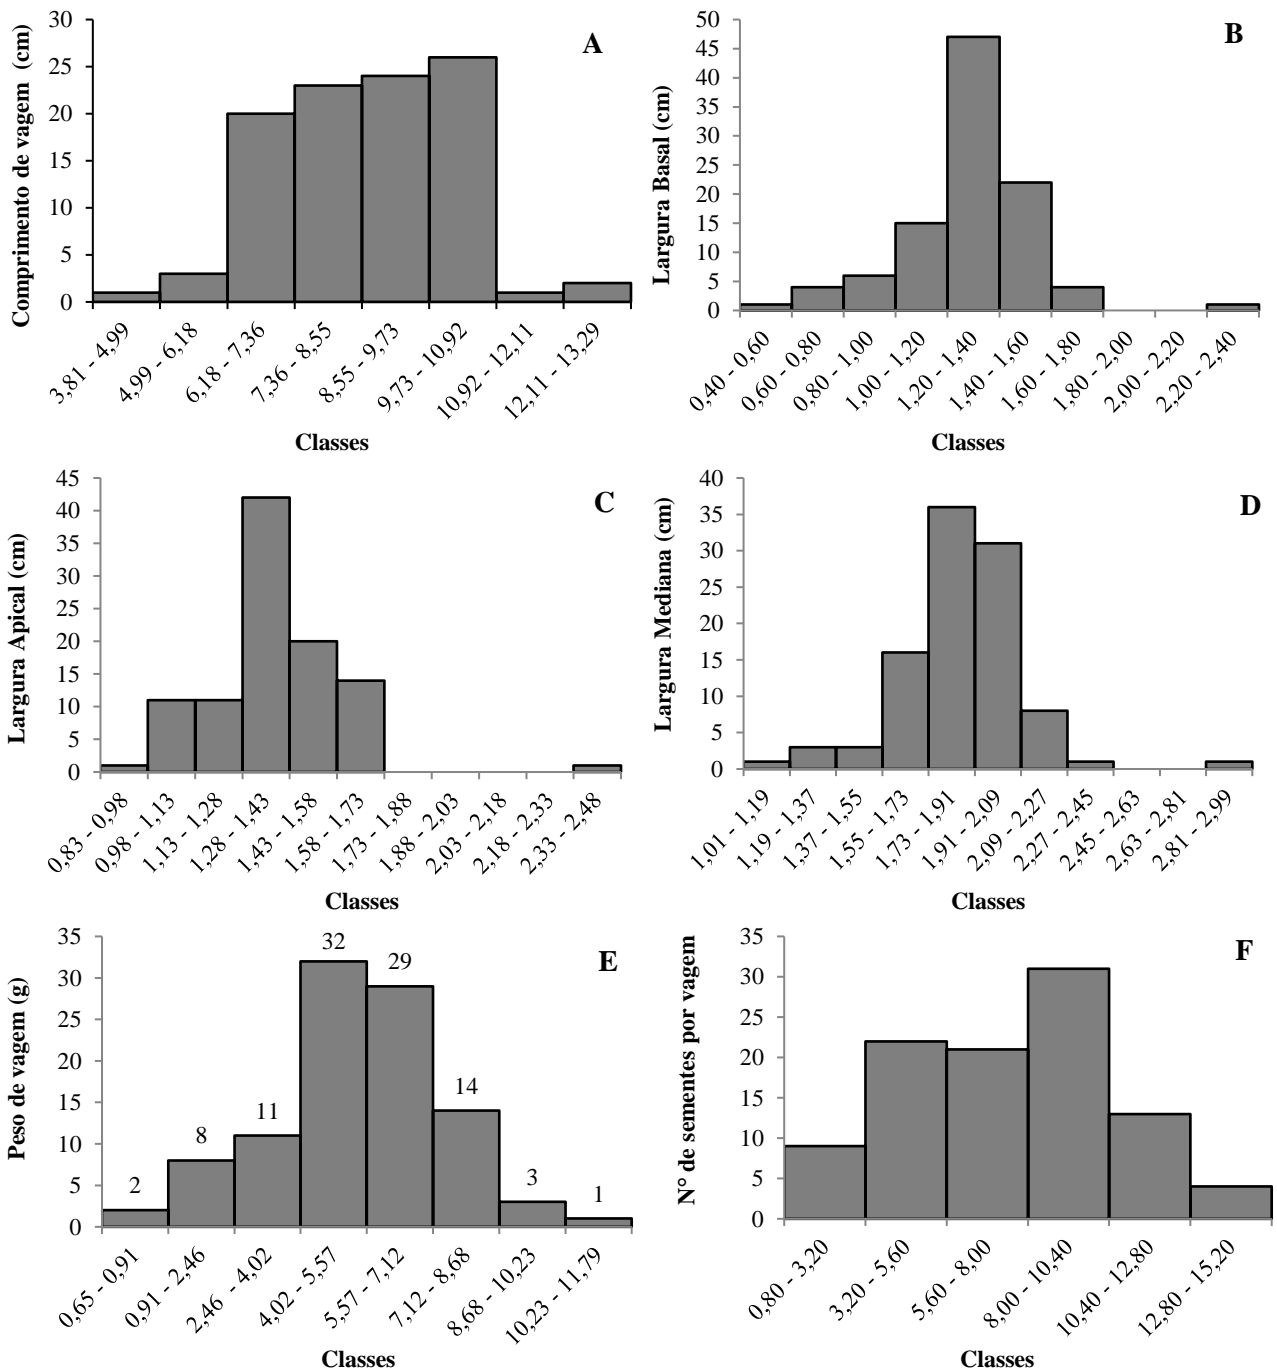 A
Comprimento de vagem (cm)
30
25
20
15
10
5
0
3,81 - 4,99
4,99 - 6,18
6,18 - 7,36
7,36 - 8,55
8,55 - 9,73
9,73 - 10,92
10,92 - 12,11
12,11 - 13,29
Classes
B
Largura Basal (cm)
50
45
40
35
30
25
20
15
10
5
0
0,40 - 0,60
0,60 - 0,80
0,80 - 1,00
1,00 - 1,20
1,20 - 1,40
1,40 - 1,60
1,60 - 1,80
1,80 - 2,00
2,00 - 2,20
2,20 - 2,40
Classes
C
Largura Apical (cm)
45
40
35
30
25
20
15
10
5
0
0,83 - 0,98
0,98 - 1,13
1,13 - 1,28
1,28 - 1,43
1,43 - 1,58
1,58 - 1,73
1,73 - 1,88
1,88 - 2,03
2,03 - 2,18
2,18 - 2,33
2,33 - 2,48
Classes
D
Largura Mediana (cm)
40
35
30
25
20
15
10
5
0
1,01 - 1,19
1,19 - 1,37
1,37 - 1,55
1,55 - 1,73
1,73 - 1,91
1,91 - 2,09
2,09 - 2,27
2,27 - 2,45
2,45 - 2,63
2,63 - 2,81
2,81 - 2,99
Classes
E
Peso de vagem (g)
35
30
25
20
15
10
5
0
2
8
11
32
29
14
3
1
0,65 - 0,91
0,91 - 2,46
2,46 - 4,02
4,02 - 5,57
5,57 - 7,12
7,12 - 8,68
8,68 - 10,23
10,23 - 11,79
Classes
F
N° de sementes por vagem
35
30
25
20
15
10
5
0
0,80 - 3,20
3,20 - 5,60
5,60 - 8,00
8,00 - 10,40
10,40 - 12,80
12,80 - 15,20
Classes